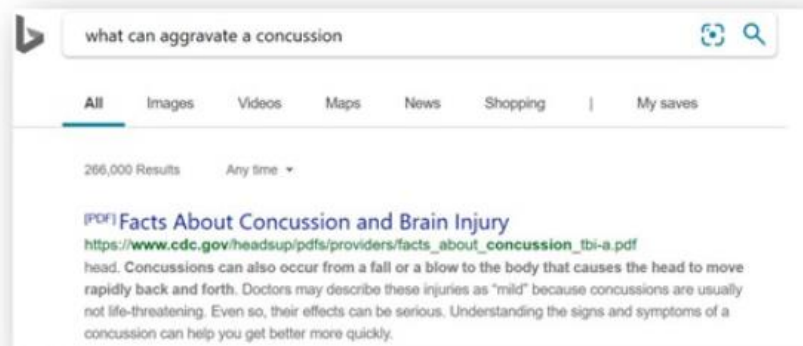 what can aggravate a concussion
All Images Videos Maps News Shopping | My saves
266,000 Results Any time
[PDF] Facts About Concussion and Brain Injury
https://www.cdc.gov/headsup/pdfs/providers/facts_about_concussion_tbi-a.pdf
head. Concussions can also occur from a fall or a blow to the body that causes the head to move
rapidly back and forth. Doctors may describe these injuries as "mild" because concussions are usually
not life-threatening. Even so, their effects can be serious. Understanding the signs and symptoms of a
concussion can help you get better more quickly.